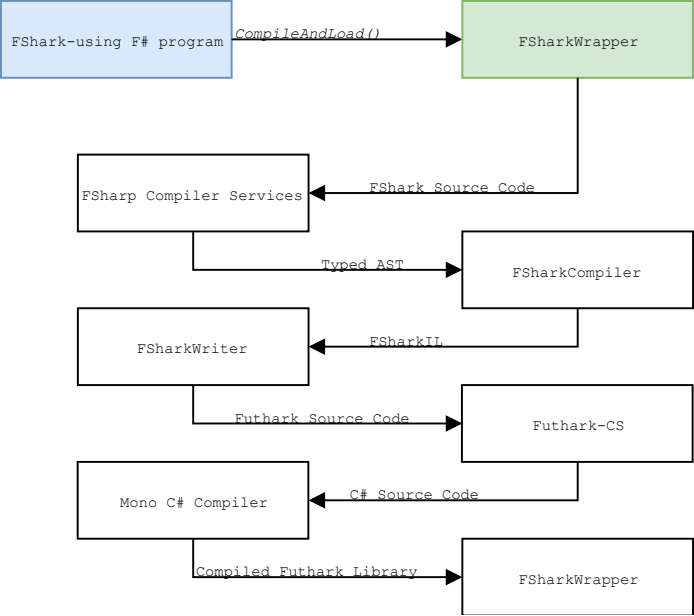 FShark-using F# program
CompileAndLoad()
FSharkWrapper
FShark Source Code
FSharp Compiler Services
Typed AST
FSharkCompiler
FSharkIL
FSharkWriter
Futhark Source Code
Futhark-CS
C# Source Code
Mono C# Compiler
Compiled Futhark Library
FSharkWrapper